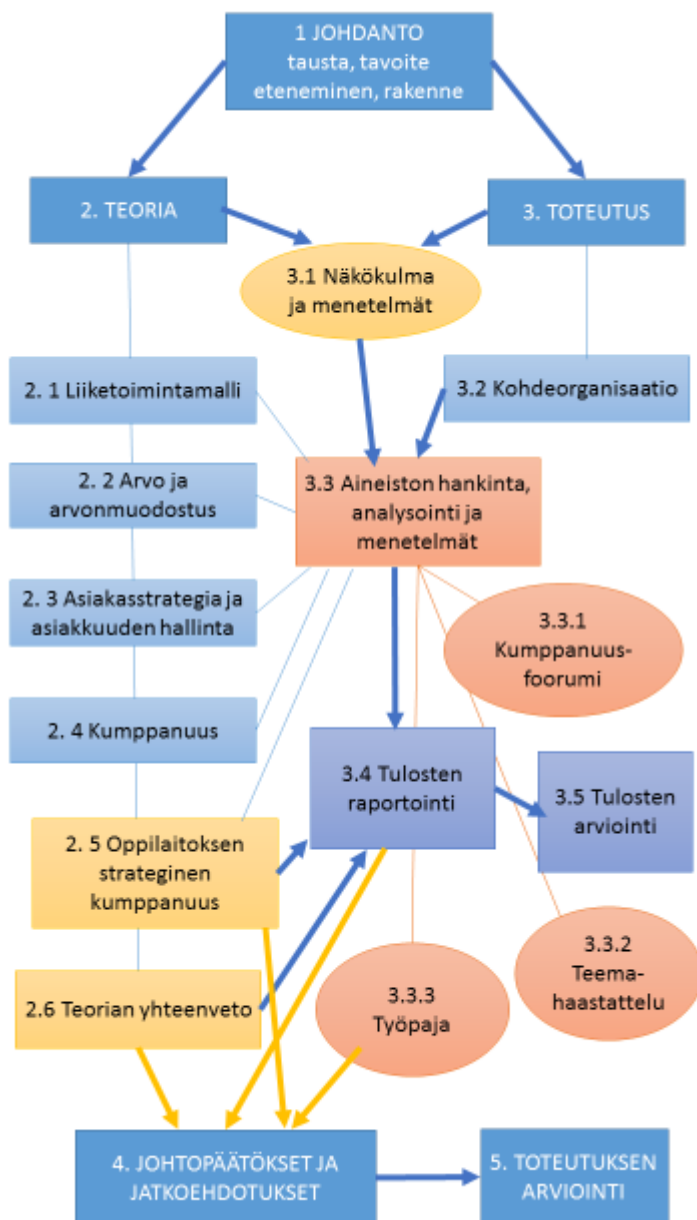 1 JOHDANTO
tausta, tavoite
eteneminen, rakenne
2. TEORIA
3. TOTEUTUS
3.1 Näkökulma
ja menetelmät
2. 1 Liiketoimintamalli
3.2 Kohdeorganisaatio
2. 2 Arvo ja
arvonmuodostus
3.3 Aineiston hankinta,
analysointi ja
menetelmät
2. 3 Asiakasstrategia ja
asiakkuuden hallinta
3.3.1
Kumppanuus-
foorumi
2. 4 Kumppanuus
3.4 Tulosten
raportointi
3.5 Tulosten
arviointi
2. 5 Oppilaitoksen
strateginen
kumppanuus
3.3.2
Teema-
haastattelu
2.6 Teorian yhteenveto
3.3.3
Työpaja
4. JOHTOPÄÄTÖKSET JA
JATKOEHDOTUKSET
5. TOTEUTUKSEN
ARVIOINTI